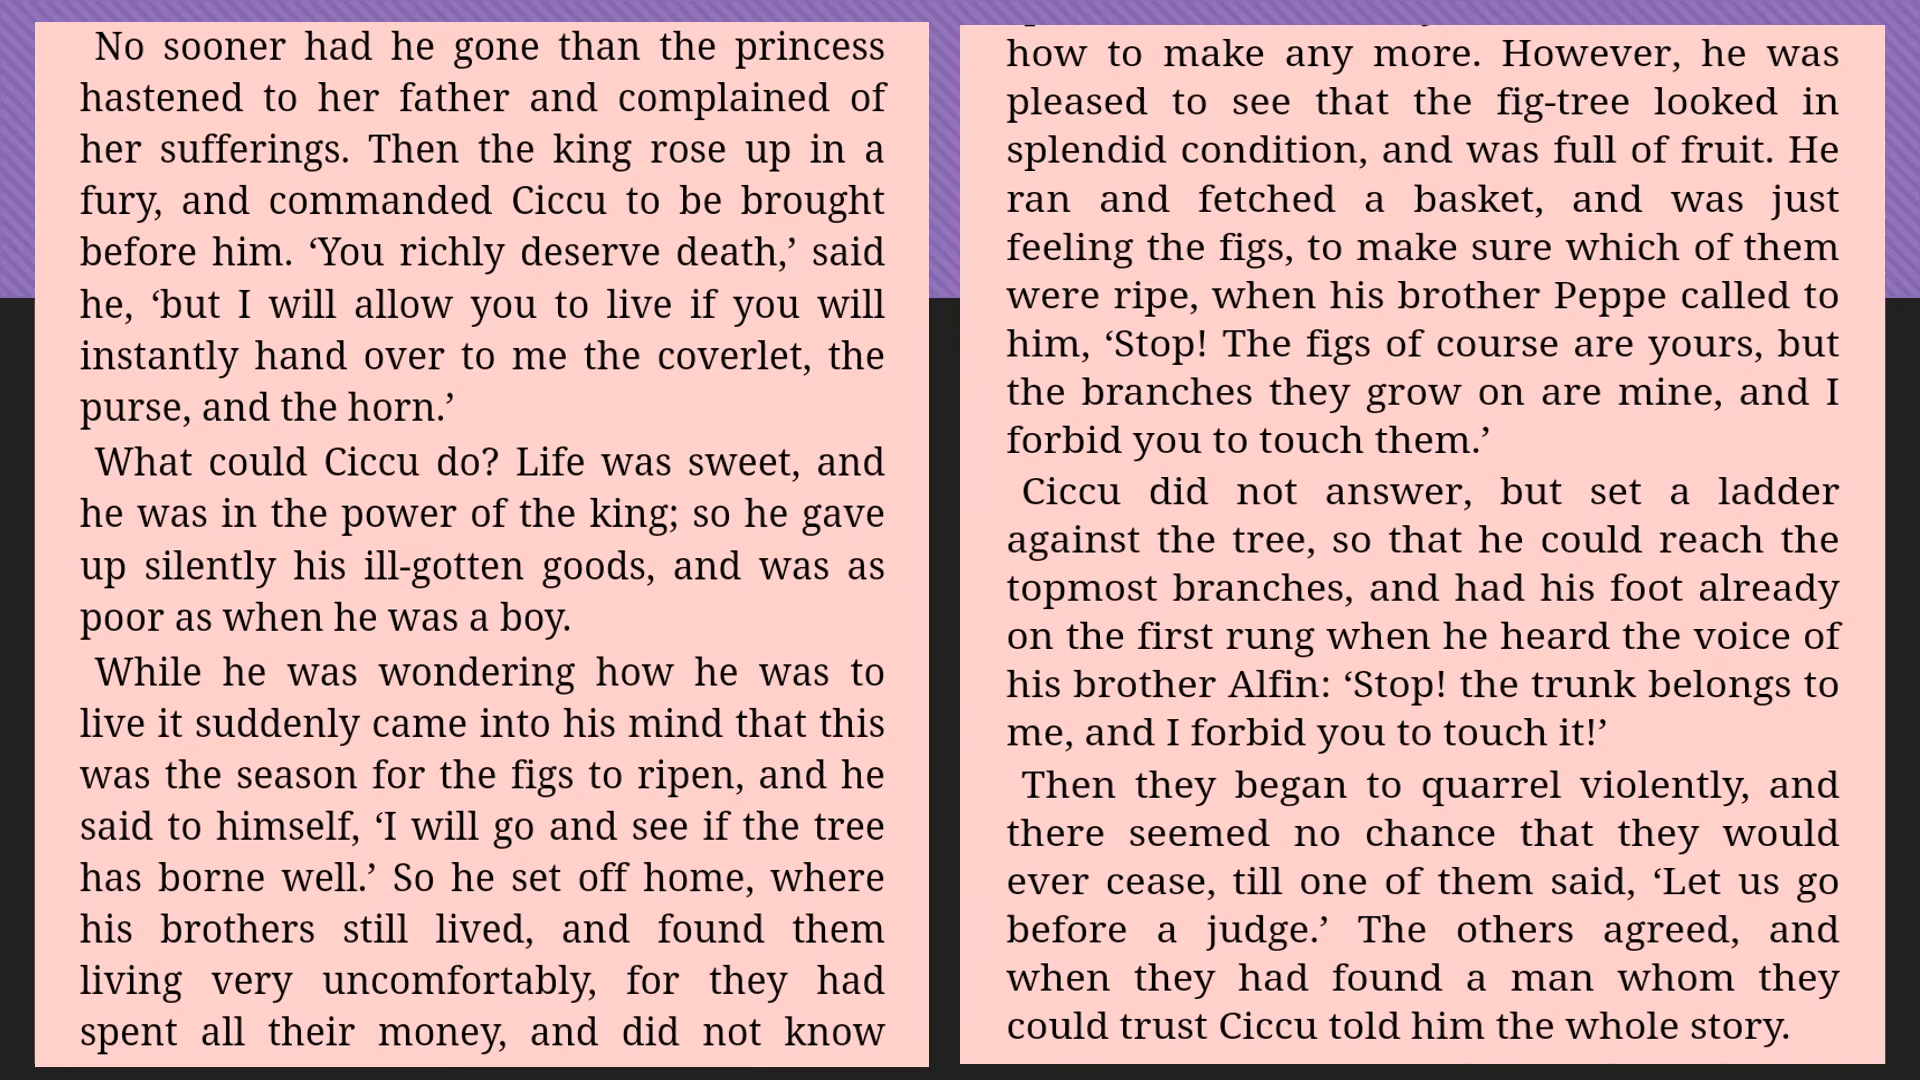 No sooner had he gone than the princess
hastened to her father and complained of
her sufferings. Then the king rose up in a
fury, and commanded Ciccu to be brought
before him. ‘You richly deserve death,’ said
he, ‘but I will allow you to live if you will
instantly hand over to me the coverlet, the
purse, and the horn.’
What could Ciccu do? Life was sweet, and
he was in the power of the king; so he gave
up silently his ill-gotten goods, and was as
poor as when he was a boy.
While he was wondering how he was to
live it suddenly came into his mind that this
was the season for the figs to ripen, and he
said to himself, ‘I will go and see if the tree
has borne well.’ So he set off home, where
his brothers still lived, and found them
living very uncomfortably, for they had
spent all their money, and did not know
how to make any more. However, he was
pleased to see that the fig-tree looked in
splendid condition, and was full of fruit. He
ran and fetched a basket, and was just
feeling the figs, to make sure which of them
were ripe, when his brother Peppe called to
him, ‘Stop! The figs of course are yours, but
the branches they grow on are mine, and I
forbid you to touch them.’
Ciccu did not answer, but set a ladder
against the tree, so that he could reach the
topmost branches, and had his foot already
on the first rung when he heard the voice of
his brother Alfin: ‘Stop! the trunk belongs to
me, and I forbid you to touch it!’
Then they began to quarrel violently, and
there seemed no chance that they would
ever cease, till one of them said, ‘Let us go
before a judge.’ The others agreed, and
when they had found a man whom they
could trust Ciccu told him the whole story.